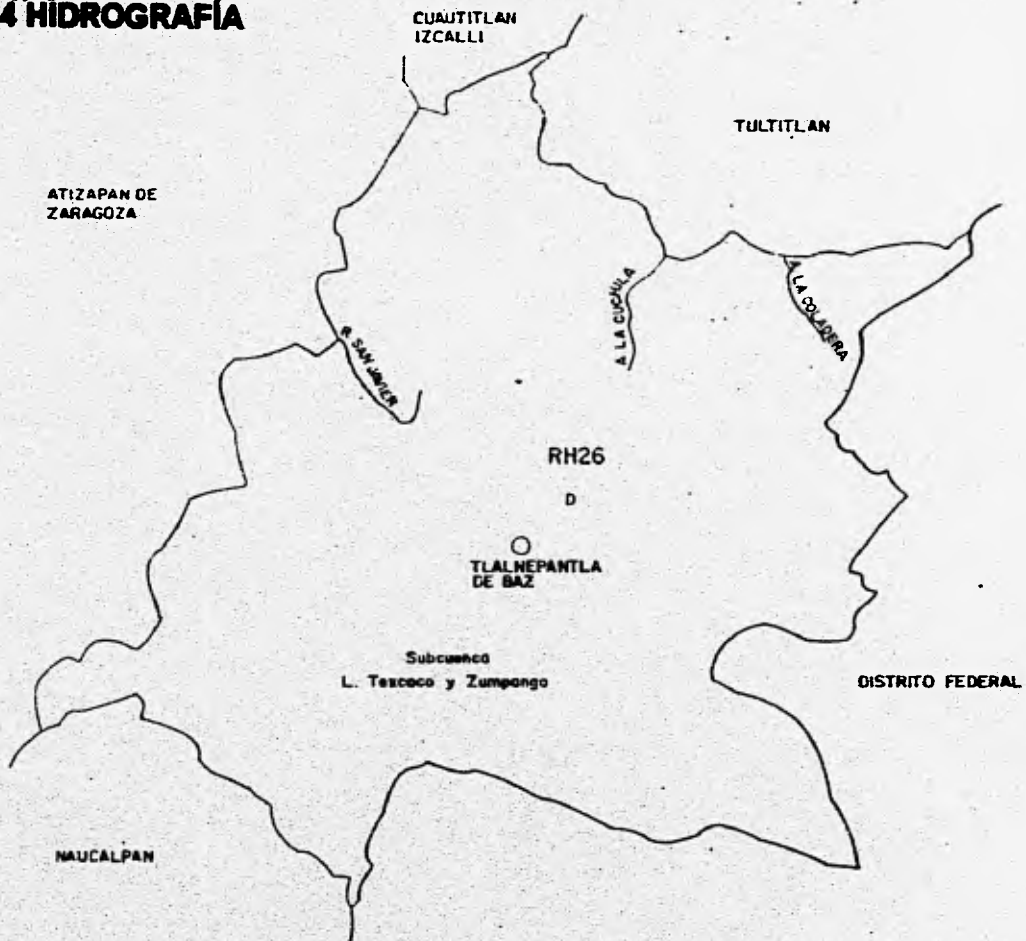 4 HIDROGRAFÍA
CUAUTITLAN
IZCALLI
TULTITLAN
ATIZAPAN DE
ZARAGOZA
A LA CUCHULA
A LA COLADERA
R. SAN JAVIER
RH26
D
TLALNEPANTLA
DE BAZ
Subcuenca
L. Texcoco y Zumpango
DISTRITO FEDERAL
NAUCALPAN